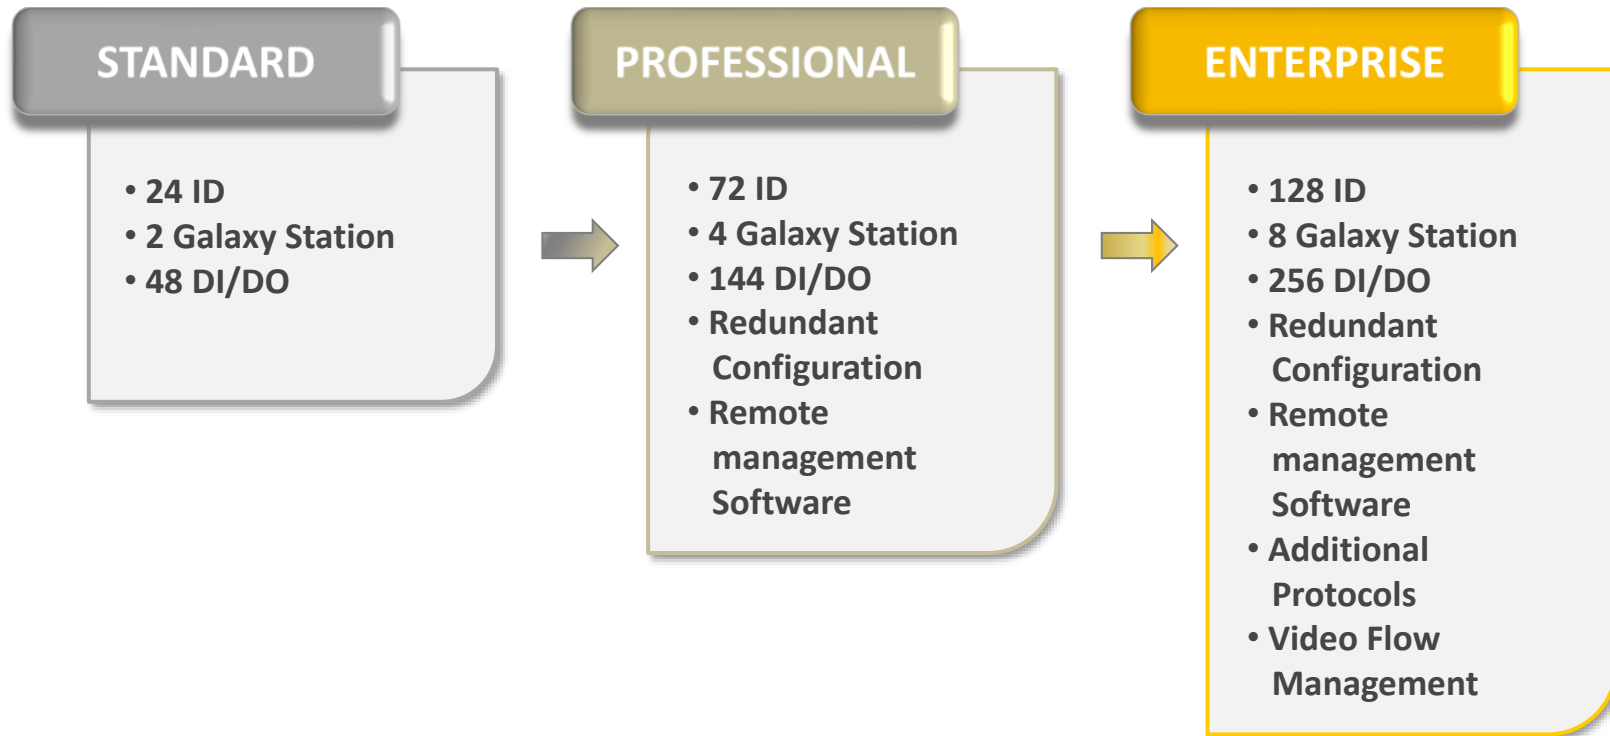 STANDARD
• 24 ID
• 2 Galaxy Station
• 48 DI/DO
PROFESSIONAL
• 72 ID
• 4 Galaxy Station
• 144 DI/DO
• Redundant
Configuration
• Remote
management
Software
ENTERPRISE
• 128 ID
• 8 Galaxy Station
• 256 DI/DO
• Redundant
Configuration
• Remote
management
Software
• Additional
Protocols
• Video Flow
Management